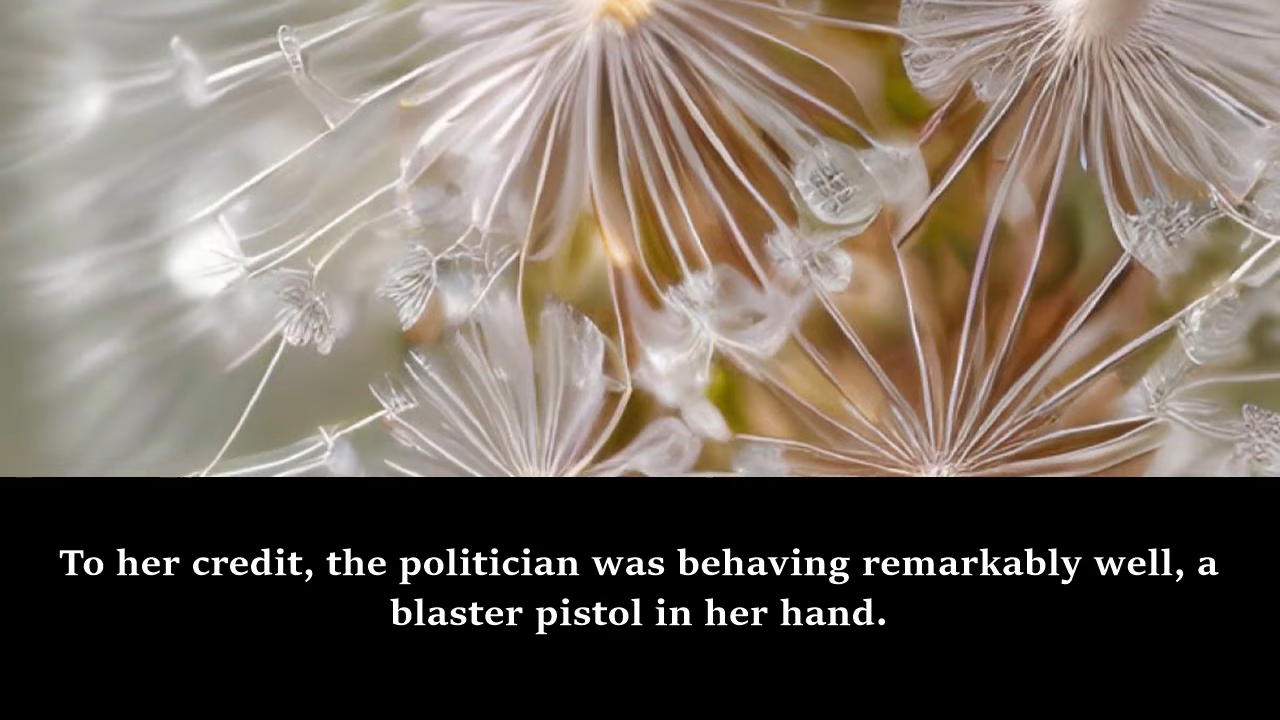 To her credit, the politician was behaving remarkably well, a
blaster pistol in her hand.